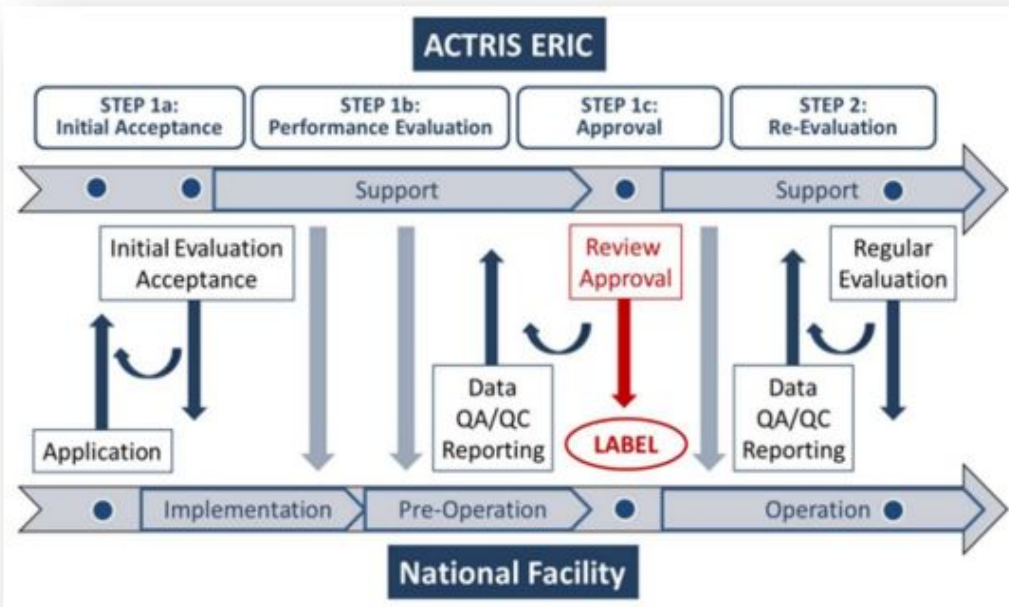 ACTRIS ERIC
STEP 1a:
Initial Acceptance
STEP 1b:
Performance Evaluation
STEP 1c:
Approval
STEP 2:
Re-Evaluation
Support
Support
Initial Evaluation
Acceptance
Review
Approval
Regular
Evaluation
Application
Data
QA/QC
Reporting
LABEL
Data
QA/QC
Reporting
Implementation
Pre-Operation
Operation
National Facility